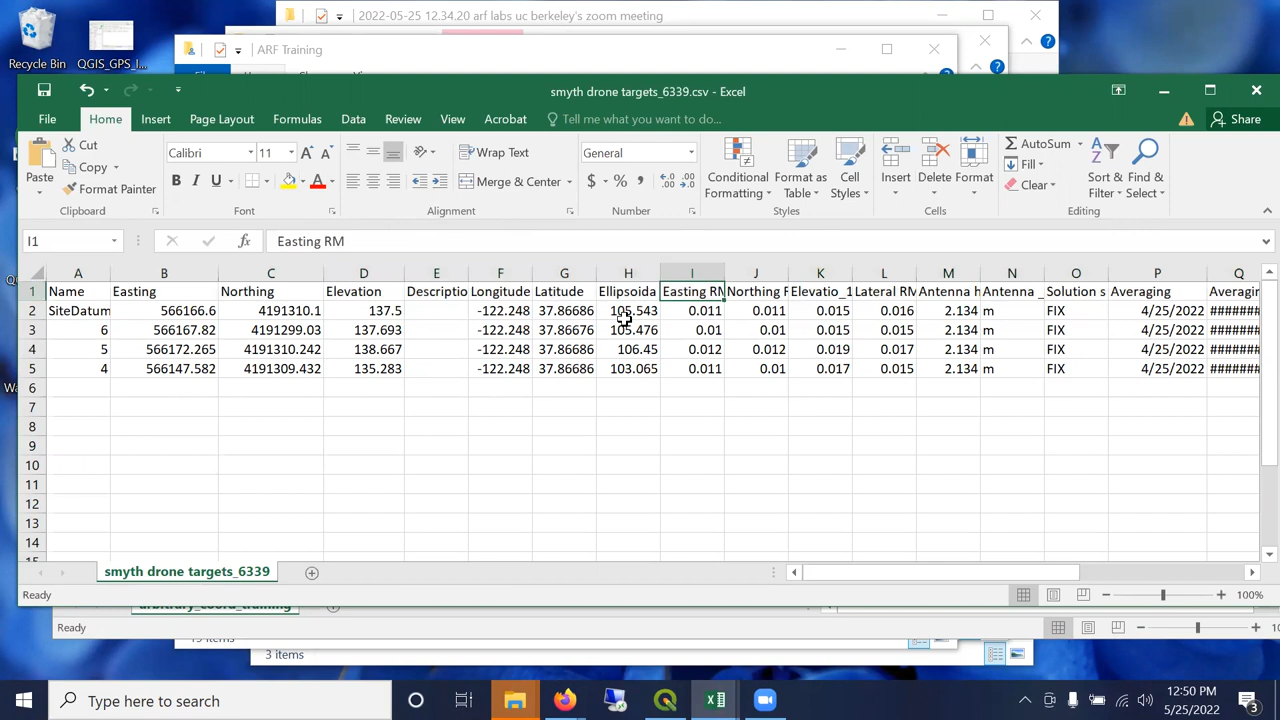 2022-05-25 12.34.20 arf labs uc berkeley's zoom meeting
Recycle Bin
QGIS_GPS_I...
ARF Training
smyth drone targets_6339.csv - Excel
File Home Insert Page Layout Formulas Data Review View Acrobat Tell me what you want to do... Share
Paste Cut Copy Format Painter
Calibri 11 B I U A
Wrap Text Merge & Center
General $ % ,
Conditional Formatting Format as Table Cell Styles
Insert Delete Format
AutoSum Fill Clear
Sort & Filter Find & Select
Clipboard Font Alignment Number Styles Cells Editing
I1 fx Easting RM
A B C D E F G H I J K L M N O P Q
1 Name Easting Northing Elevation Descriptio Longitude Latitude Ellipsoida Easting RM Northing Elevatio_1 Lateral RM Antenna h Antenna _ Solution s Averaging Averagin
2 SiteDatum 566166.6 4191310.1 137.5 -122.248 37.86686 105.543 0.011 0.011 0.015 0.016 2.134 m FIX 4/25/2022 #######
3 6 566167.82 4191299.03 137.693 -122.248 37.86676 105.476 0.01 0.01 0.015 0.015 2.134 m FIX 4/25/2022 #######
4 5 566172.265 4191310.242 138.667 -122.248 37.86686 106.45 0.012 0.012 0.019 0.017 2.134 m FIX 4/25/2022 #######
5 4 566147.582 4191309.432 135.283 -122.248 37.86686 103.065 0.011 0.01 0.017 0.015 2.134 m FIX 4/25/2022 #######
6
7
8
9
10
11
12
13
14
15
smyth drone targets_6339
Ready 100%
arbitrary_coord_training
Ready
3 items
Type here to search
12:50 PM
5/25/2022
3